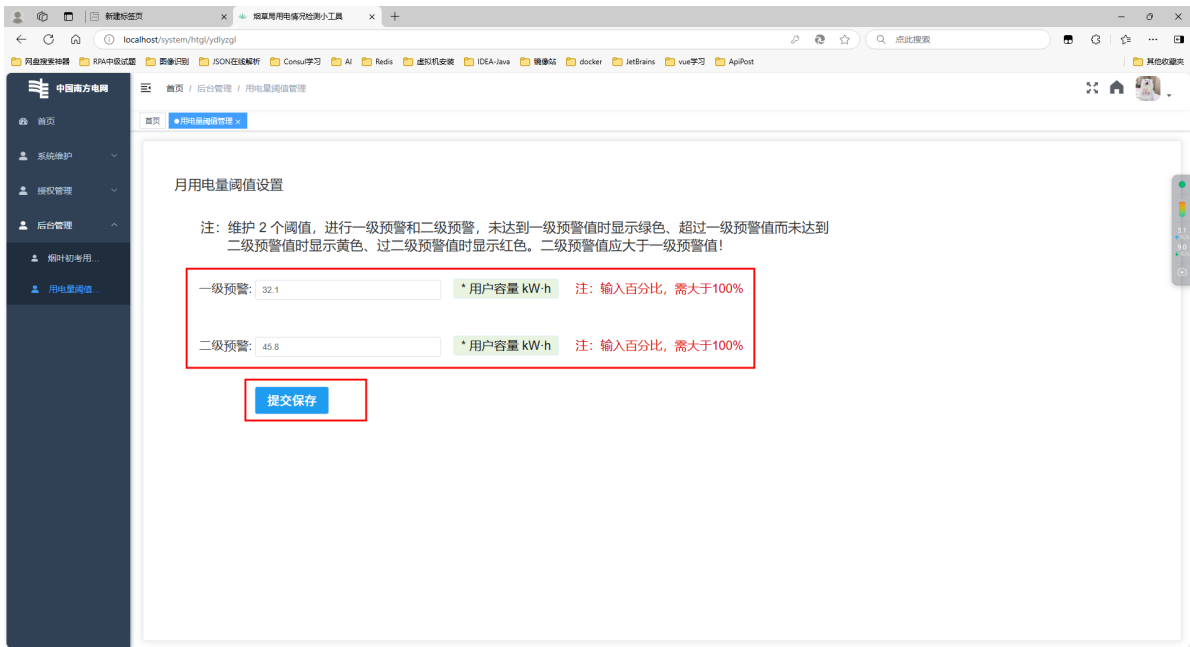 新建标签页
烟草局用电情况检测小工具
localhost/system/htgl/ydlyzgl
点此搜索
网盘搜索神器 RPA中级试题 图像识别 JSON在线解析 Consul学习 AI Redis 虚拟机安装 IDEA-Java 镜像站 docker JetBrains vue学习 ApiPost 其他收藏夹
中国南方电网
首页 / 后台管理 / 用电量阈值管理
首页
首页 用电量阈值管理
系统维护
授权管理
后台管理
烟叶初考用...
用电量阈值...
月用电量阈值设置
注：维护 2 个阈值，进行一级预警和二级预警，未达到一级预警值时显示绿色、超过一级预警值而未达到
二级预警值时显示黄色、过二级预警值时显示红色。二级预警值应大于一级预警值！
一级预警: 32.1 * 用户容量 kW·h 注：输入百分比，需大于100%
二级预警: 45.8 * 用户容量 kW·h 注：输入百分比，需大于100%
提交保存